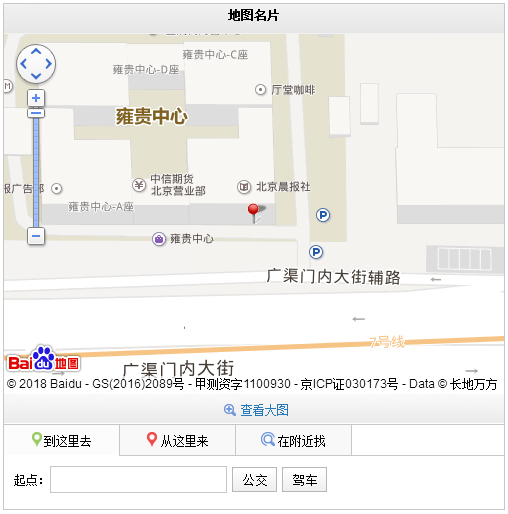 地图名片
雍贵中心-C座
雍贵中心-D座
厅堂咖啡
雍贵中心
中信期货
北京营业部
北京晨报社
报广告部
雍贵中心-A座
P
雍贵中心
P
广渠门内大街辅路
7号线
Bai du 地图
广渠门内大街
© 2018 Baidu - GS(2016)2089号 - 甲测资字1100930 - 京ICP证030173号 - Data © 长地万方
查看大图
到这里去 从这里来 在附近找
起点: 公交 驾车